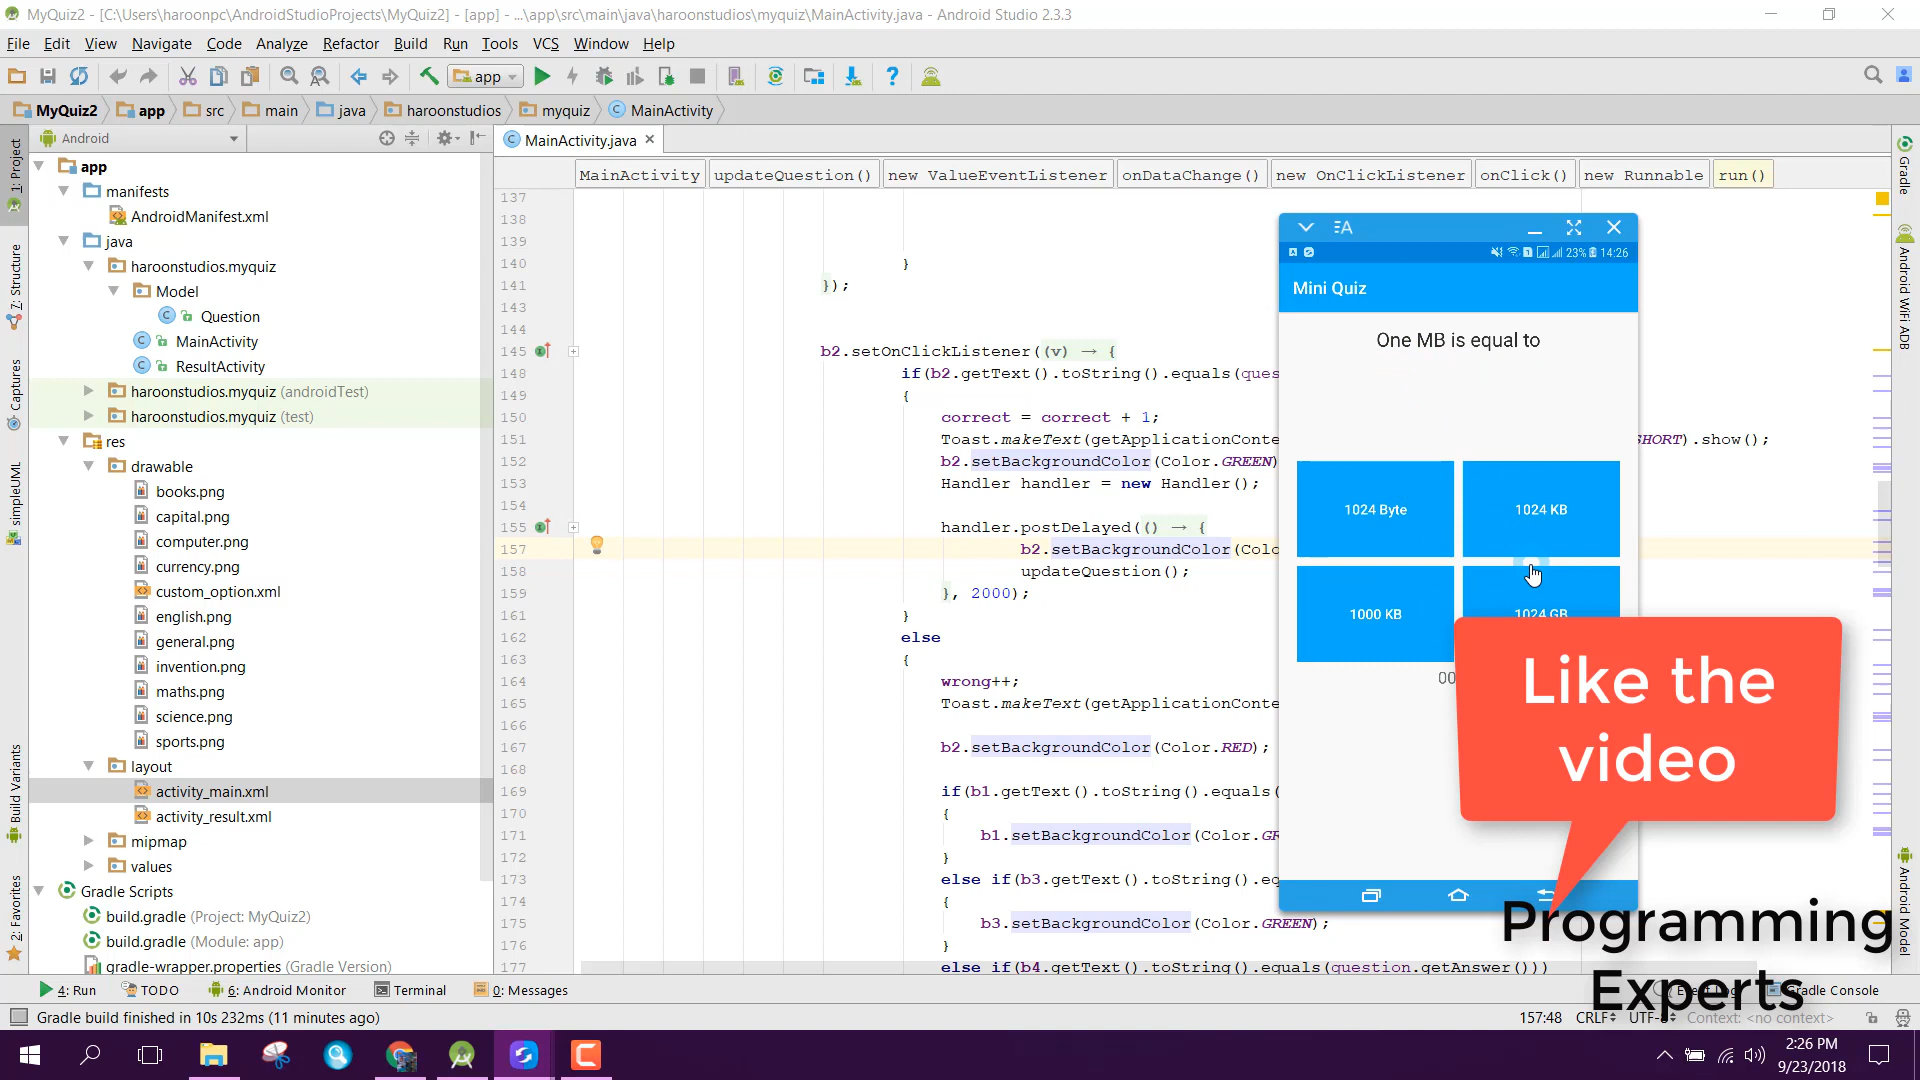 MyQuiz2 - [C:\Users\haroonpc\AndroidStudioProjects\MyQuiz2] - [app] - ...\app\src\main\java\haroonstudios\myquiz\MainActivity.java - Android Studio 2.3.3
File Edit View Navigate Code Analyze Refactor Build Run Tools VCS Window Help
app
MyQuiz2 app src main java haroonstudios myquiz MainActivity
Android
MainActivity.java
1: Project
7: Structure
Captures
simpleUML
Build Variants
2: Favorites
app
manifests
AndroidManifest.xml
java
haroonstudios.myquiz
Model
Question
MainActivity
ResultActivity
haroonstudios.myquiz (androidTest)
haroonstudios.myquiz (test)
res
drawable
books.png
capital.png
computer.png
currency.png
custom_option.xml
english.png
general.png
invention.png
maths.png
science.png
sports.png
layout
activity_main.xml
activity_result.xml
mipmap
values
Gradle Scripts
build.gradle (Project: MyQuiz2)
build.gradle (Module: app)
gradle-wrapper.properties (Gradle Version)
MainActivity updateQuestion() new ValueEventListener onDataChange() new OnClickListener onClick() new Runnable run()
137
138
139
140 }
141 });
143
144
145 b2.setOnClickListener((v) → {
148 if(b2.getText().toString().equals(ques
149 {
150 correct = correct + 1;
151 Toast.makeText(getApplicationConte SHORT).show();
152 b2.setBackgroundColor(Color.GREEN)
153 Handler handler = new Handler();
154
155 handler.postDelayed(() → {
157 b2.setBackgroundColor(Colo
158 updateQuestion();
159 }, 2000);
161 }
162 else
163 {
164 wrong++;
165 Toast.makeText(getApplicationConte
166
167 b2.setBackgroundColor(Color.RED);
168
169 if(b1.getText().toString().equals(
170 {
171 b1.setBackgroundColor(Color.GR
172 }
173 else if(b3.getText().toString().eq
174 {
175 b3.setBackgroundColor(Color.GREEN);
176 }
177 else if(b4.getText().toString().equals(question.getAnswer()))
23% 14:26
Mini Quiz
One MB is equal to
1024 Byte 1024 KB
1000 KB 1024 GB
00
Like the
video
Programming
Experts
Gradle
Android WiFi ADB
Android Model
4: Run TODO 6: Android Monitor Terminal 0: Messages Event Log Gradle Console
Gradle build finished in 10s 232ms (11 minutes ago) 157:48 CRLF UTF-8 Context: <no context>
2:26 PM
9/23/2018